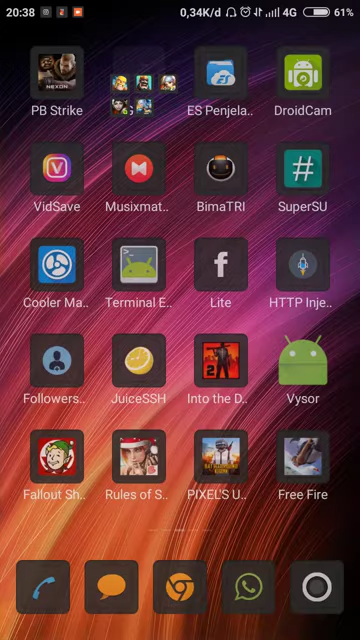 20:38 0,34K/d 4G 61%
NEXON
PB Strike ES Penjela.. DroidCam
VidSave Musixmat.. BimaTRI SuperSU
Cooler Ma.. Terminal E.. Lite HTTP Inje..
Followers.. JuiceSSH Into the D.. Vysor
Fallout Sh.. Rules of S.. PIXEL'S U.. Free Fire